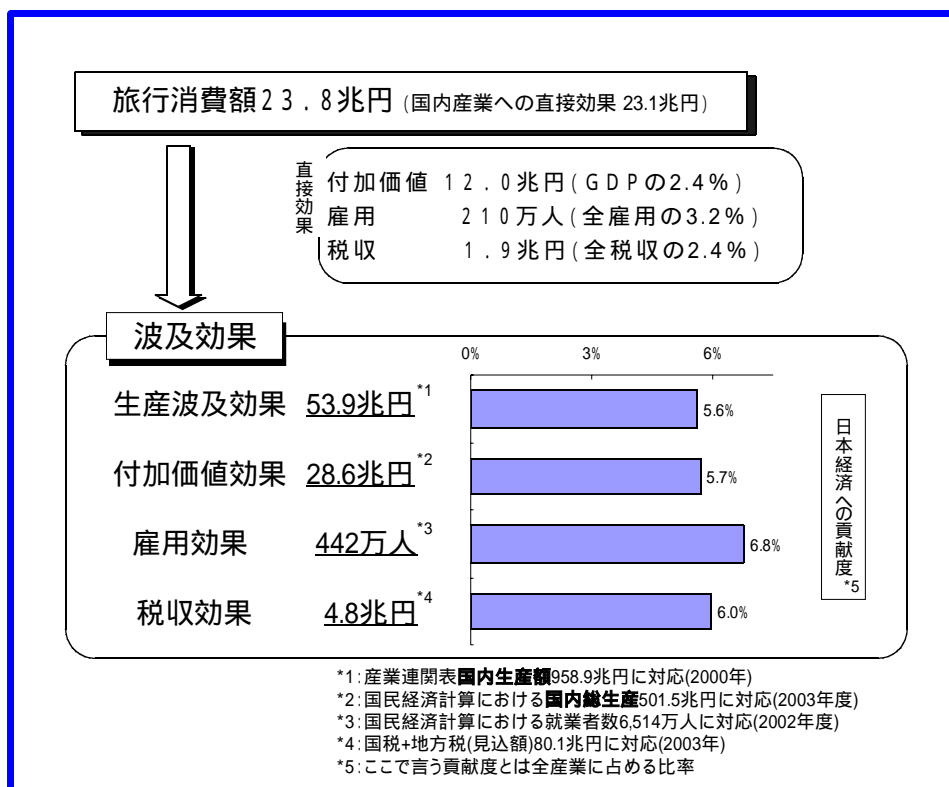 旅行消費額23.8兆円 (国内産業への直接効果 23.1兆円)
直接効果
付加価値 12.0兆円(GDPの2.4%)
雇用 210万人(全雇用の3.2%)
税収 1.9兆円(全税収の2.4%)
波及効果
0% 3% 6%
生産波及効果 53.9兆円*1 5.6%
付加価値効果 28.6兆円*2 5.7%
雇用効果 442万人*3 6.8%
税収効果 4.8兆円*4 6.0%
日本経済への貢献度*5
*1:産業連関表国内生産額958.9兆円に対応(2000年)
*2:国民経済計算における国内総生産501.5兆円に対応(2003年度)
*3:国民経済計算における就業者数6,514万人に対応(2002年度)
*4:国税+地方税(見込額)80.1兆円に対応(2003年)
*5:ここで言う貢献度とは全産業に占める比率